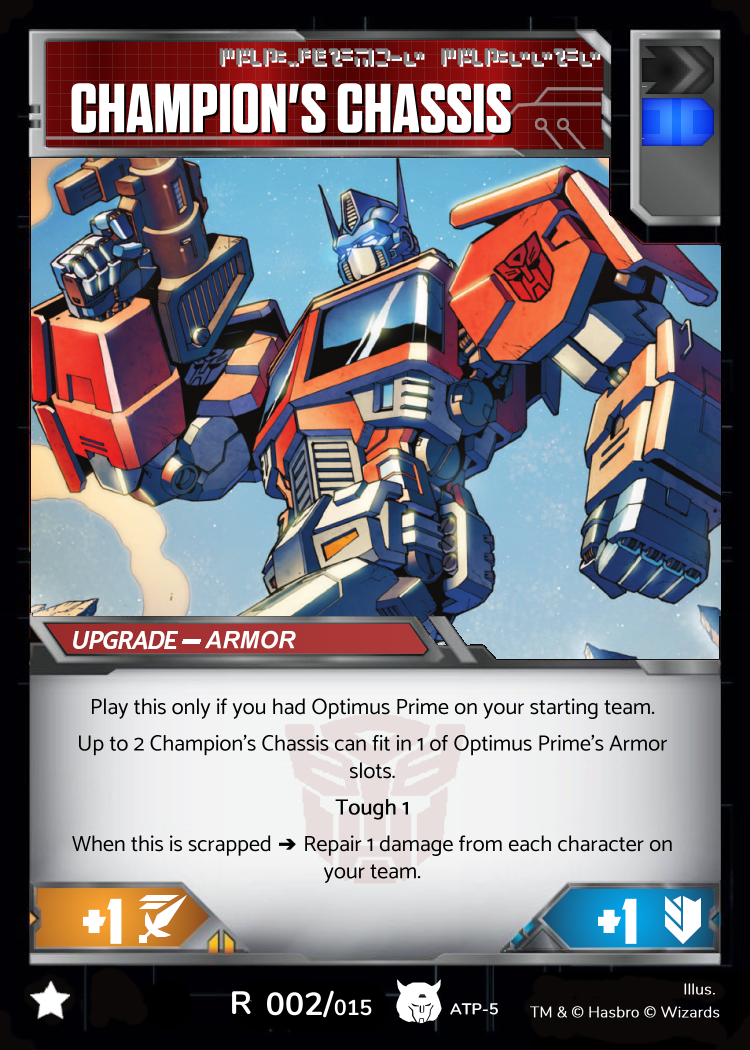 CHAMPION'S CHASSIS
UPGRADE – ARMOR
Play this only if you had Optimus Prime on your starting team.
Up to 2 Champion's Chassis can fit in 1 of Optimus Prime's Armor
slots.
Tough 1
When this is scrapped ➔ Repair 1 damage from each character on
your team.
+1
+1
R 002/015
ATP-5
Illus.
TM & © Hasbro © Wizards